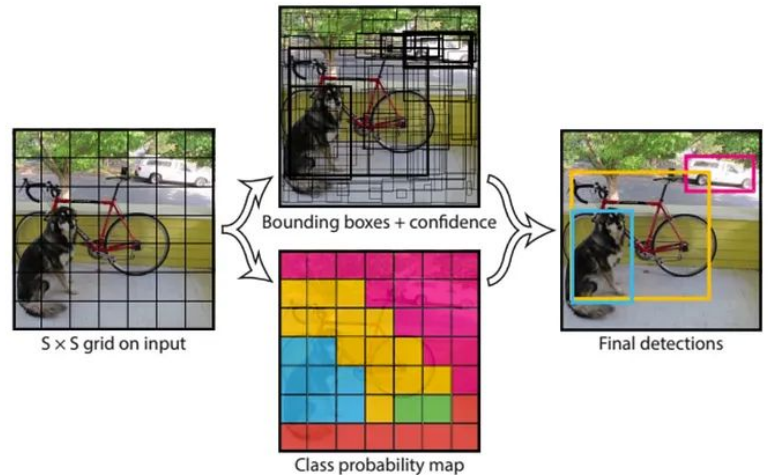 Bounding boxes + confidence
S × S grid on input
Final detections
Class probability map